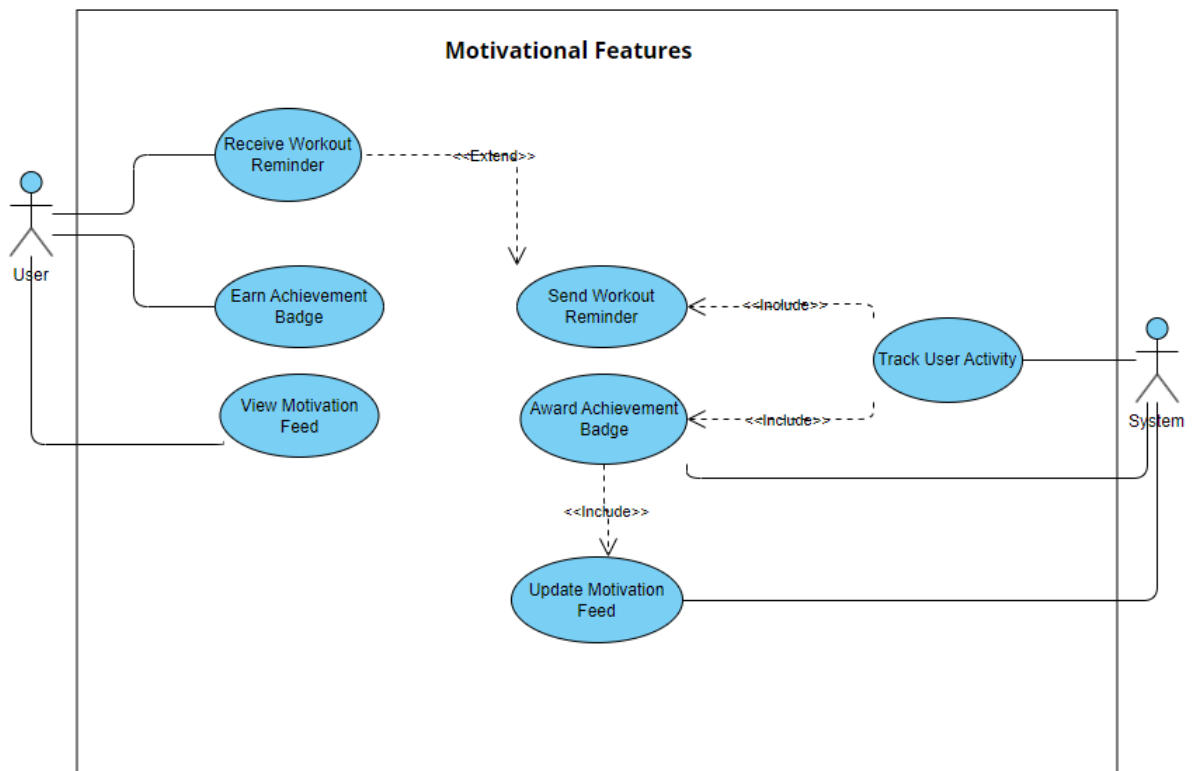 Motivational Features
Receive Workout
Reminder
<<Extend>>
User
Earn Achievement
Badge
Send Workout
Reminder
<<Include>>
Track User Activity
View Motivation
Feed
Award Achievement
Badge
<<Include>>
System
<<Include>>
Update Motivation
Feed